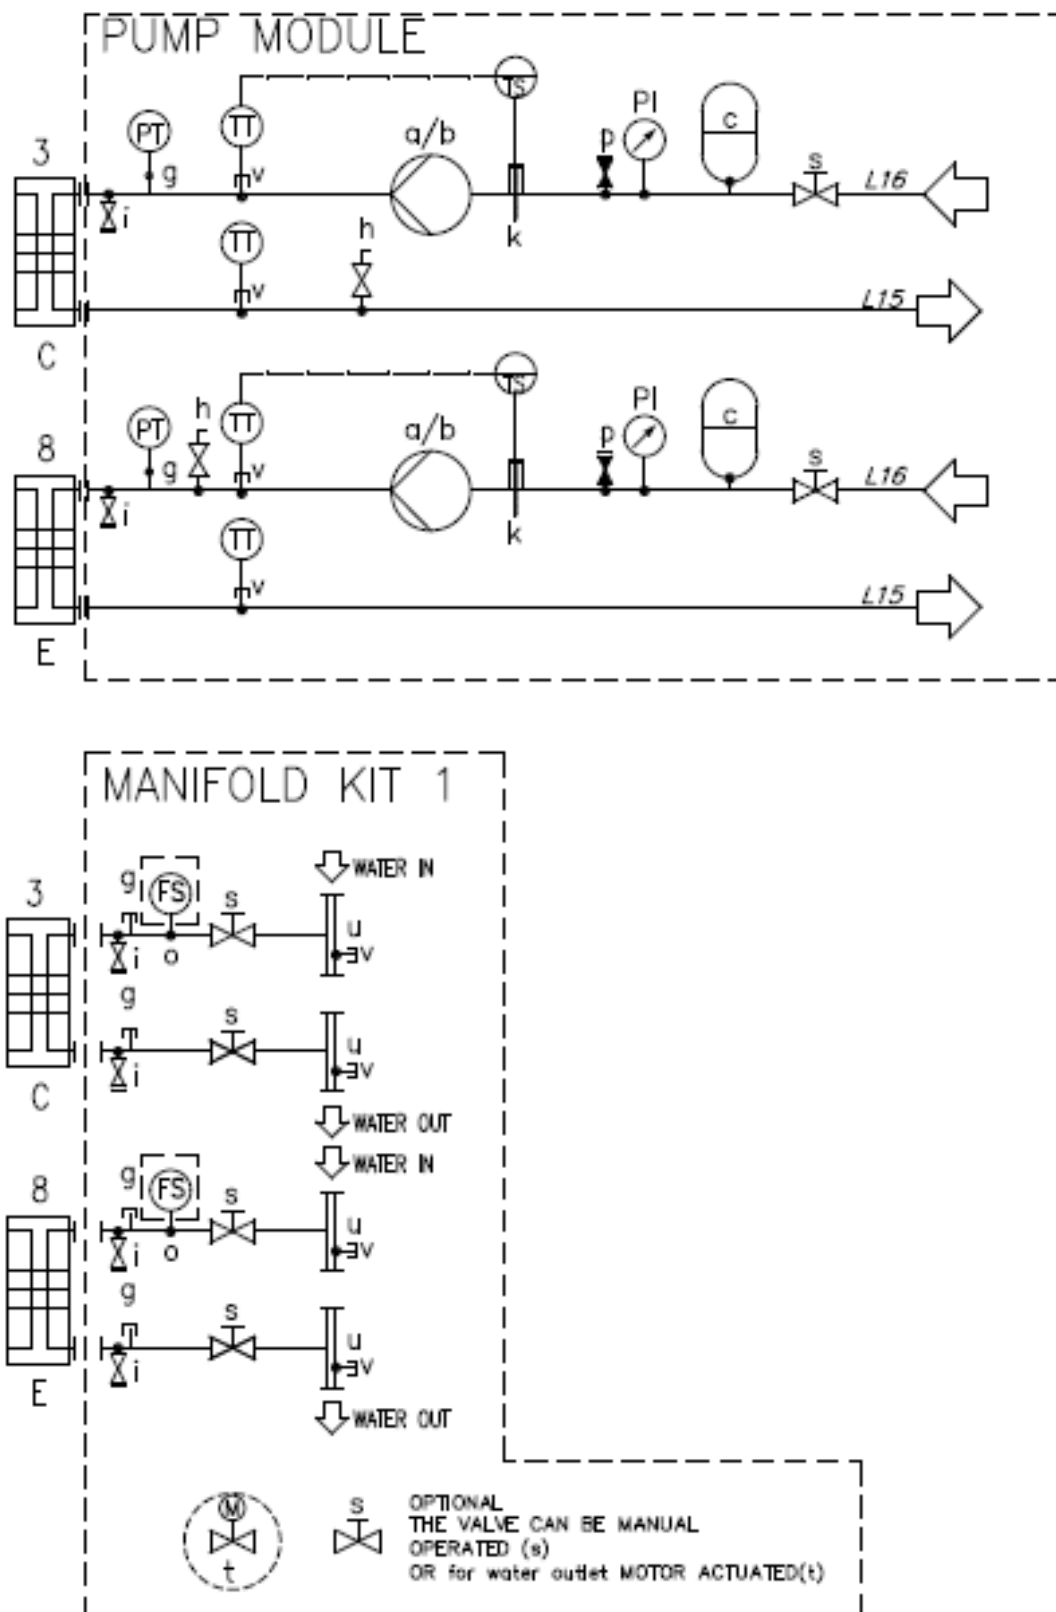 PUMP MODULE
TS
PI
PT
TT
a/b
p
c
s
3
g
v
L16
i
k
TT
h
v
L15
C
TS
PI
h
PT
TT
a/b
p
c
s
8
g
v
L16
i
k
TT
v
L15
E
MANIFOLD KIT 1
WATER IN
3
g
FS
s
u
v
i
o
g
s
u
v
i
C
WATER OUT
WATER IN
8
g
FS
s
u
v
i
o
g
s
u
v
i
E
WATER OUT
M
t
s
OPTIONAL
THE VALVE CAN BE MANUAL
OPERATED (s)
OR for water outlet MOTOR ACTUATED(t)